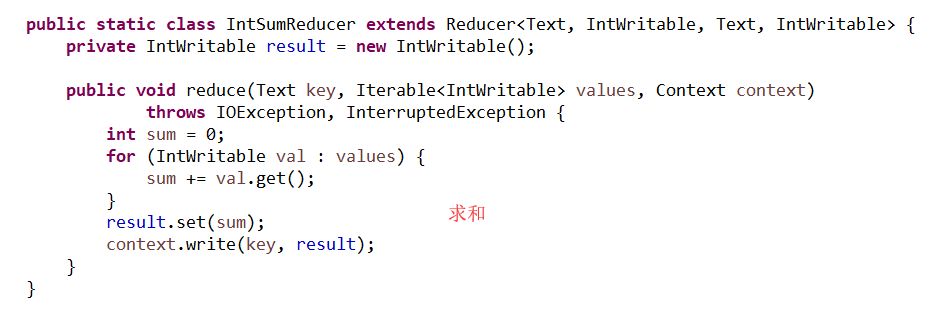 public static class IntSumReducer extends Reducer<Text, IntWritable, Text, IntWritable> {
    private IntWritable result = new IntWritable();

    public void reduce(Text key, Iterable<IntWritable> values, Context context)
            throws IOException, InterruptedException {
        int sum = 0;
        for (IntWritable val : values) {
            sum += val.get();
        }
        result.set(sum);
求和
        context.write(key, result);
    }
}